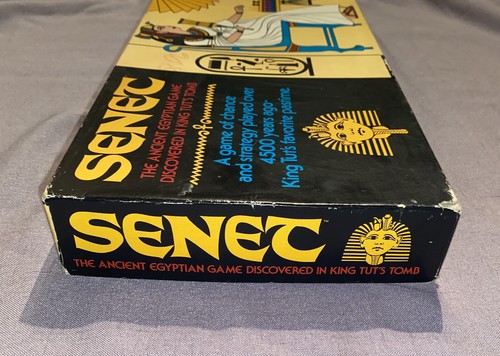 SENET
THE ANCIENT EGYPTIAN GAME
DISCOVERED IN KING TUT'S TOMB
A game of chance
and strategy played over
4500 years ago-
King Tut's favorite pastime.
SENET
THE ANCIENT EGYPTIAN GAME DISCOVERED IN KING TUT'S TOMB